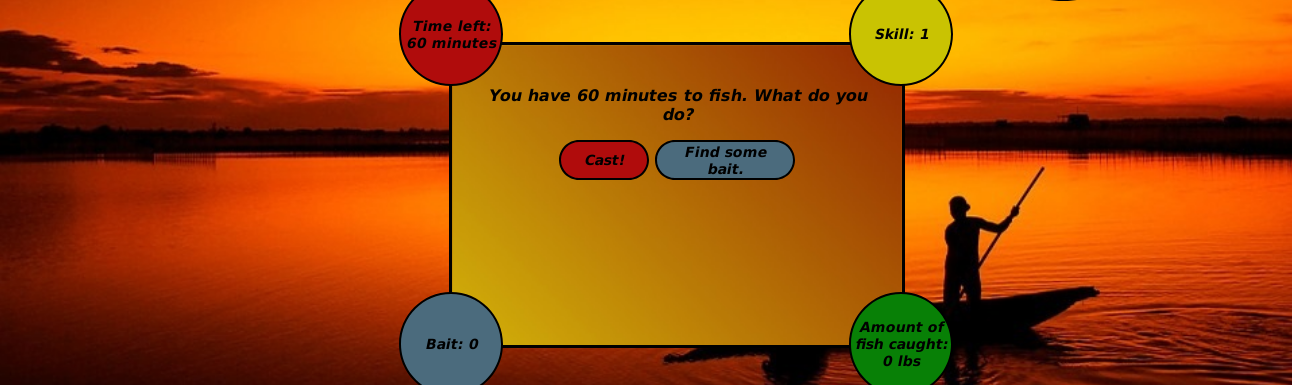 Time left:
60 minutes
Skill: 1
You have 60 minutes to fish. What do you
do?
Cast!
Find some
bait.
Bait: 0
Amount of
fish caught:
0 lbs